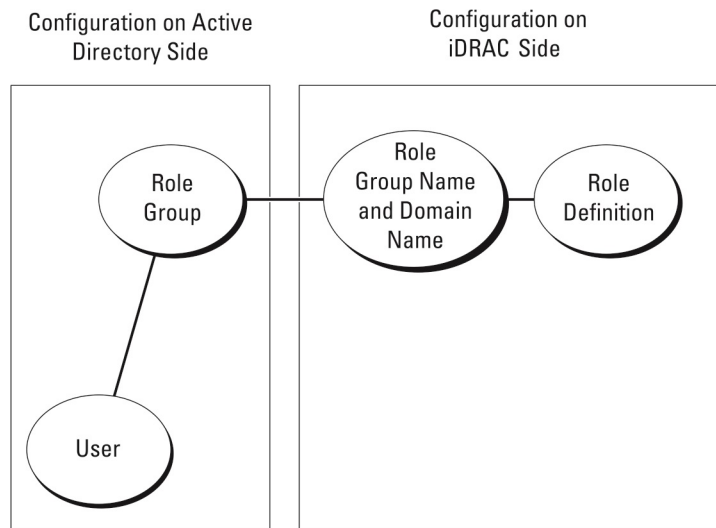 Configuration on Active
Directory Side
Configuration on
iDRAC Side
Role
Group
Role
Group Name
and Domain
Name
Role
Definition
User